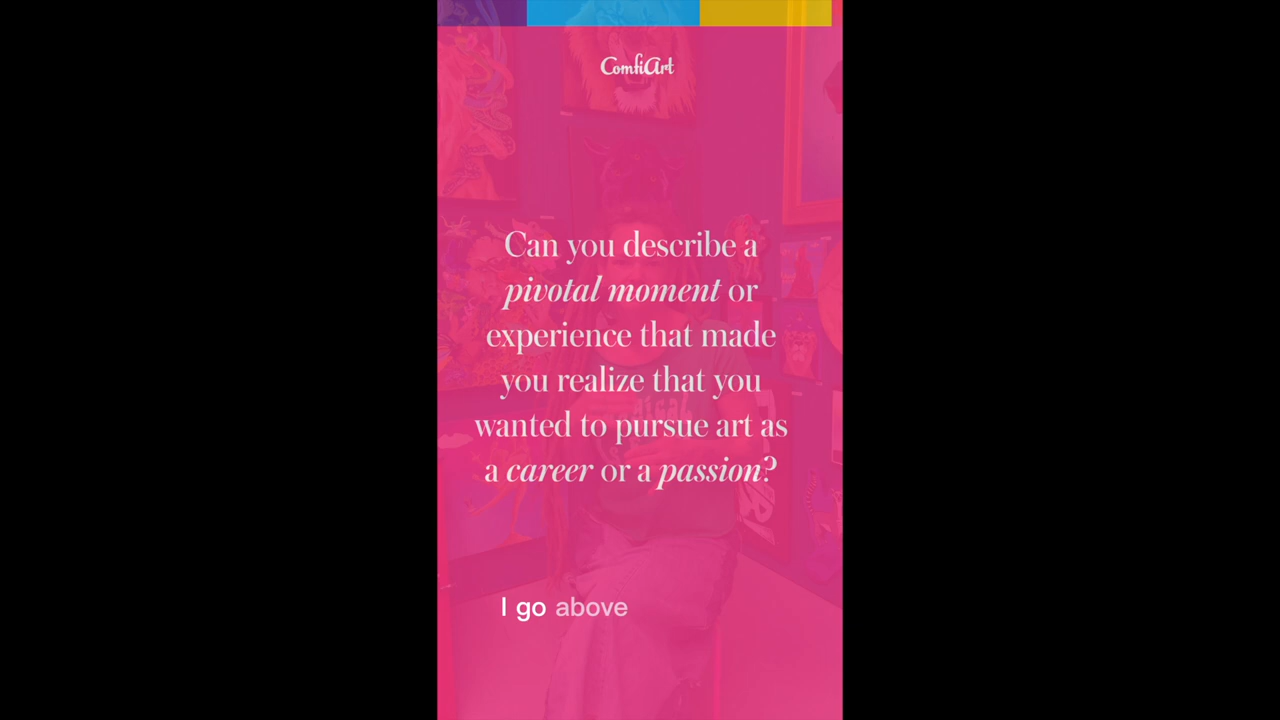 ComfiArt
Can you describe a
pivotal moment or
experience that made
you realize that you
wanted to pursue art as
a career or a passion?
I go above